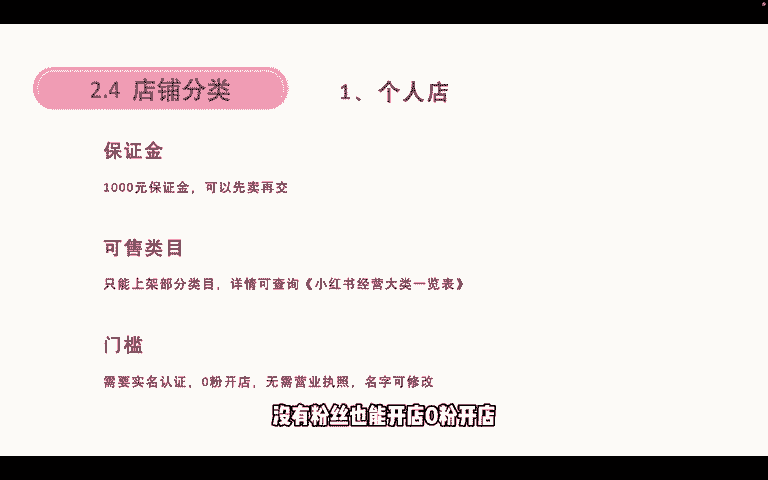 2.4 店铺分类
1、个人店
保证金
1000元保证金，可以先卖再交
可售类目
只能上架部分类目，详情可查询《小红书经营大类一览表》
门槛
需要实名认证，0粉开店，无需营业执照，名字可修改
没有粉丝也能开店0粉开店